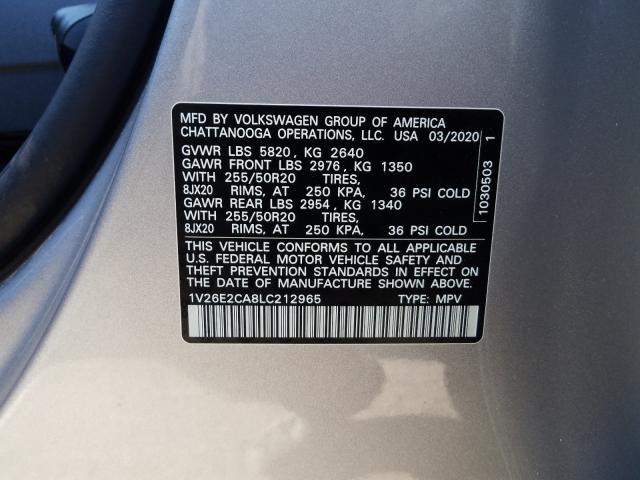 MFD BY VOLKSWAGEN GROUP OF AMERICA
CHATTANOOGA OPERATIONS, LLC. USA 03/2020
GVWR LBS 5820, KG 2640
GAWR FRONT LBS 2976, KG 1350
WITH 255/50R20 TIRES,
8JX20 RIMS, AT 250 KPA, 36 PSI COLD
GAWR REAR LBS 2954, KG 1340
WITH 255/50R20 TIRES,
8JX20 RIMS, AT 250 KPA, 36 PSI COLD
THIS VEHICLE CONFORMS TO ALL APPLICABLE
U.S. FEDERAL MOTOR VEHICLE SAFETY AND
THEFT PREVENTION STANDARDS IN EFFECT ON
THE DATE OF MANUFACTURE SHOWN ABOVE.
1V26E2CA8LC212965 TYPE: MPV
1030503 1